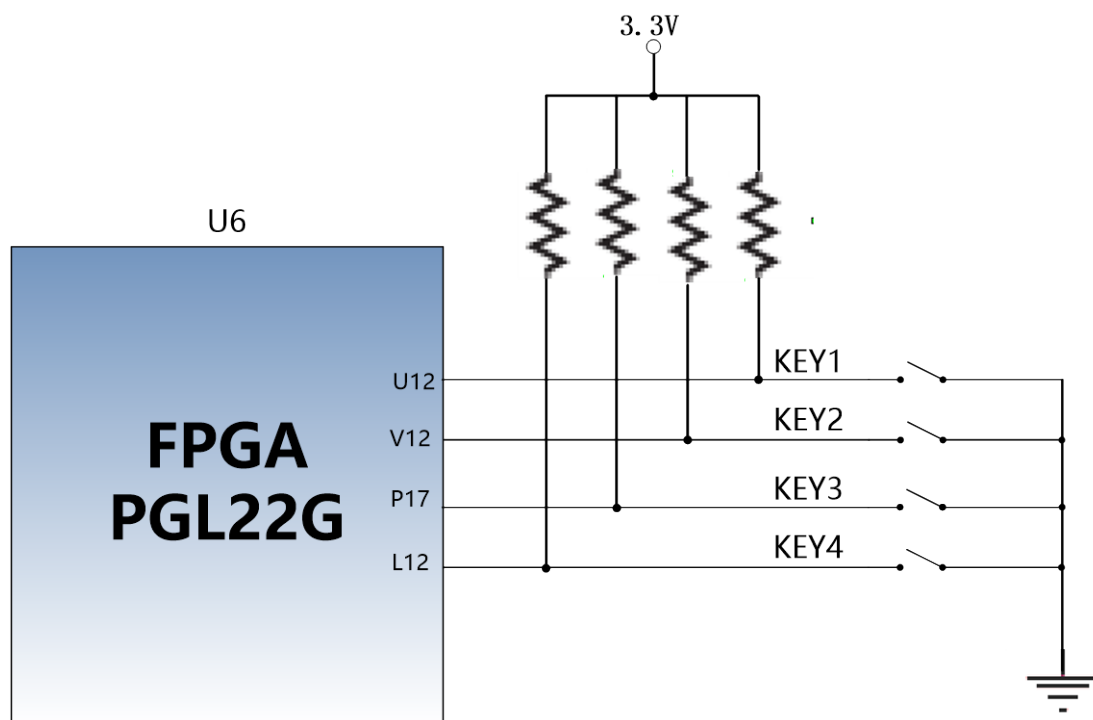 3.3V
U6
FPGA
PGL22G
U12
V12
P17
L12
KEY1
KEY2
KEY3
KEY4